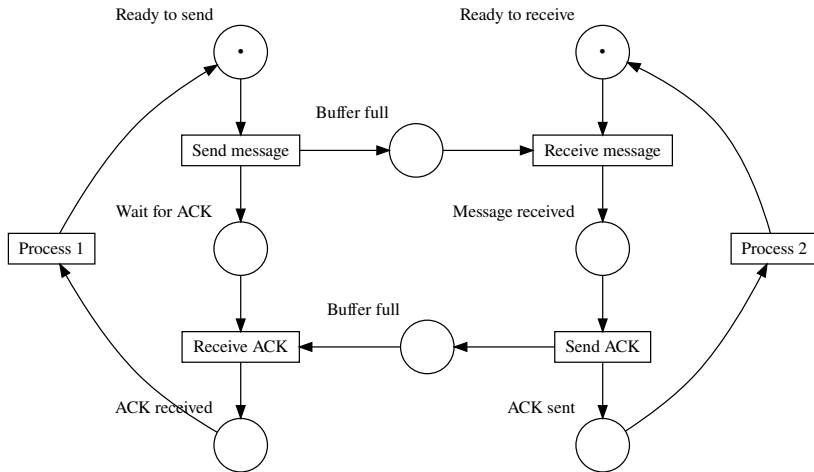 Ready to send
Ready to receive
Buffer full
Send message
Receive message
Wait for ACK
Message received
Process 1
Process 2
Buffer full
Receive ACK
Send ACK
ACK received
ACK sent